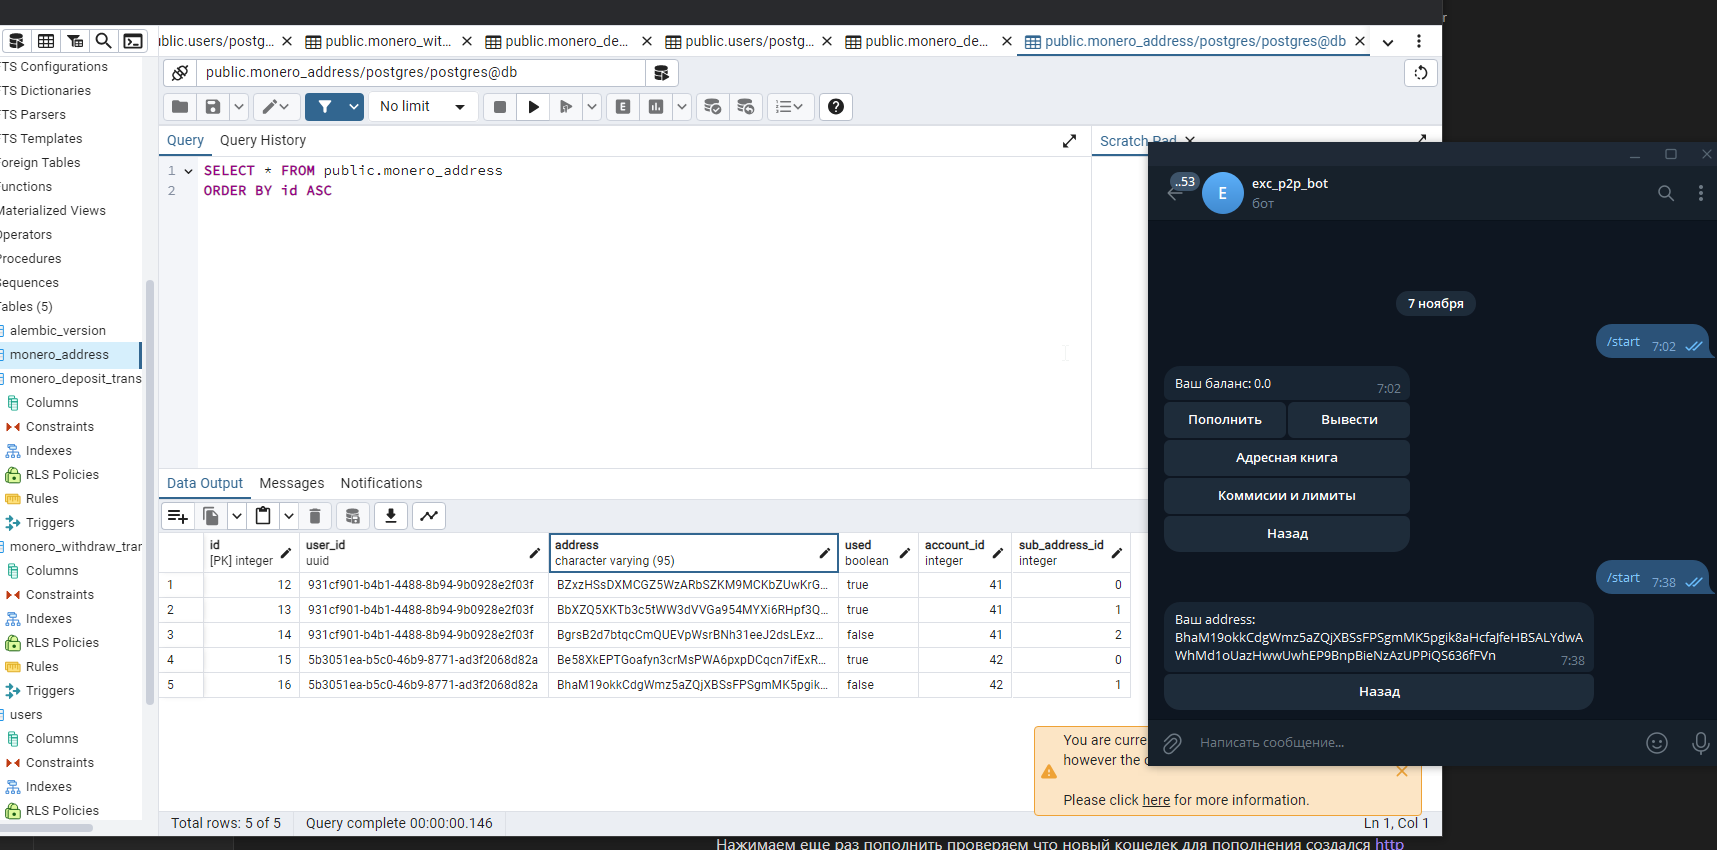 r
ublic.users/postg...
public.monero_wit...
public.monero_de...
public.users/postg...
public.monero_de...
public.monero_address/postgres/postgres@db
public.monero_address/postgres/postgres@db
No limit
E
Query
Query History
Scratch Pad
1
SELECT * FROM public.monero_address
2
ORDER BY id ASC
TS Configurations
TS Dictionaries
TS Parsers
TS Templates
oreign Tables
unctions
Materialized Views
Operators
Procedures
equences
ables (5)
alembic_version
monero_address
monero_deposit_trans
Columns
Constraints
Indexes
RLS Policies
Rules
Triggers
monero_withdraw_trar
Columns
Constraints
Indexes
RLS Policies
Rules
Triggers
users
Columns
Constraints
Indexes
RLS Policies
Data Output
Messages
Notifications
id
[PK] integer
user_id
uuid
address
character varying (95)
used
boolean
account_id
integer
sub_address_id
integer
1 12 931cf901-b4b1-4488-8b94-9b0928e2f03f BZxzHSsDXMCGZ5WzARbSZKM9MCKbZUwKrG... true 41 0
2 13 931cf901-b4b1-4488-8b94-9b0928e2f03f BbXZQ5XKTb3c5tWW3dVVGa954MYXi6RHpf3Q... true 41 1
3 14 931cf901-b4b1-4488-8b94-9b0928e2f03f BgrsB2d7btqcCmQUEVpWsrBNh31eeJ2dsLExz... false 41 2
4 15 5b3051ea-b5c0-46b9-8771-ad3f2068d82a Be58XkEPTGoafyn3crMsPWA6pxpDCqcn7ifExR... true 42 0
5 16 5b3051ea-b5c0-46b9-8771-ad3f2068d82a BhaM19okkCdgWmz5aZQjXBSsFPSgmMK5pgik... false 42 1
You are curre
however the c
Please click here for more information.
Total rows: 5 of 5
Query complete 00:00:00.146
Ln 1, Col 1
..53
E
exc_p2p_bot
бот
7 ноября
/start 7:02
Ваш баланс: 0.0
7:02
Пополнить
Вывести
Адресная книга
Коммисии и лимиты
Назад
/start 7:38
Ваш address:
BhaM19okkCdgWmz5aZQjXBSsFPSgmMK5pgik8aHcfaJfeHBSALYdwA
WhMd1oUazHwwUwhEP9BnpBieNzAzUPPiQS636fFVn
7:38
Назад
Написать сообщение...
Нажимаем еще раз пополнить проверяем что новый кошелек для пополнения создался http